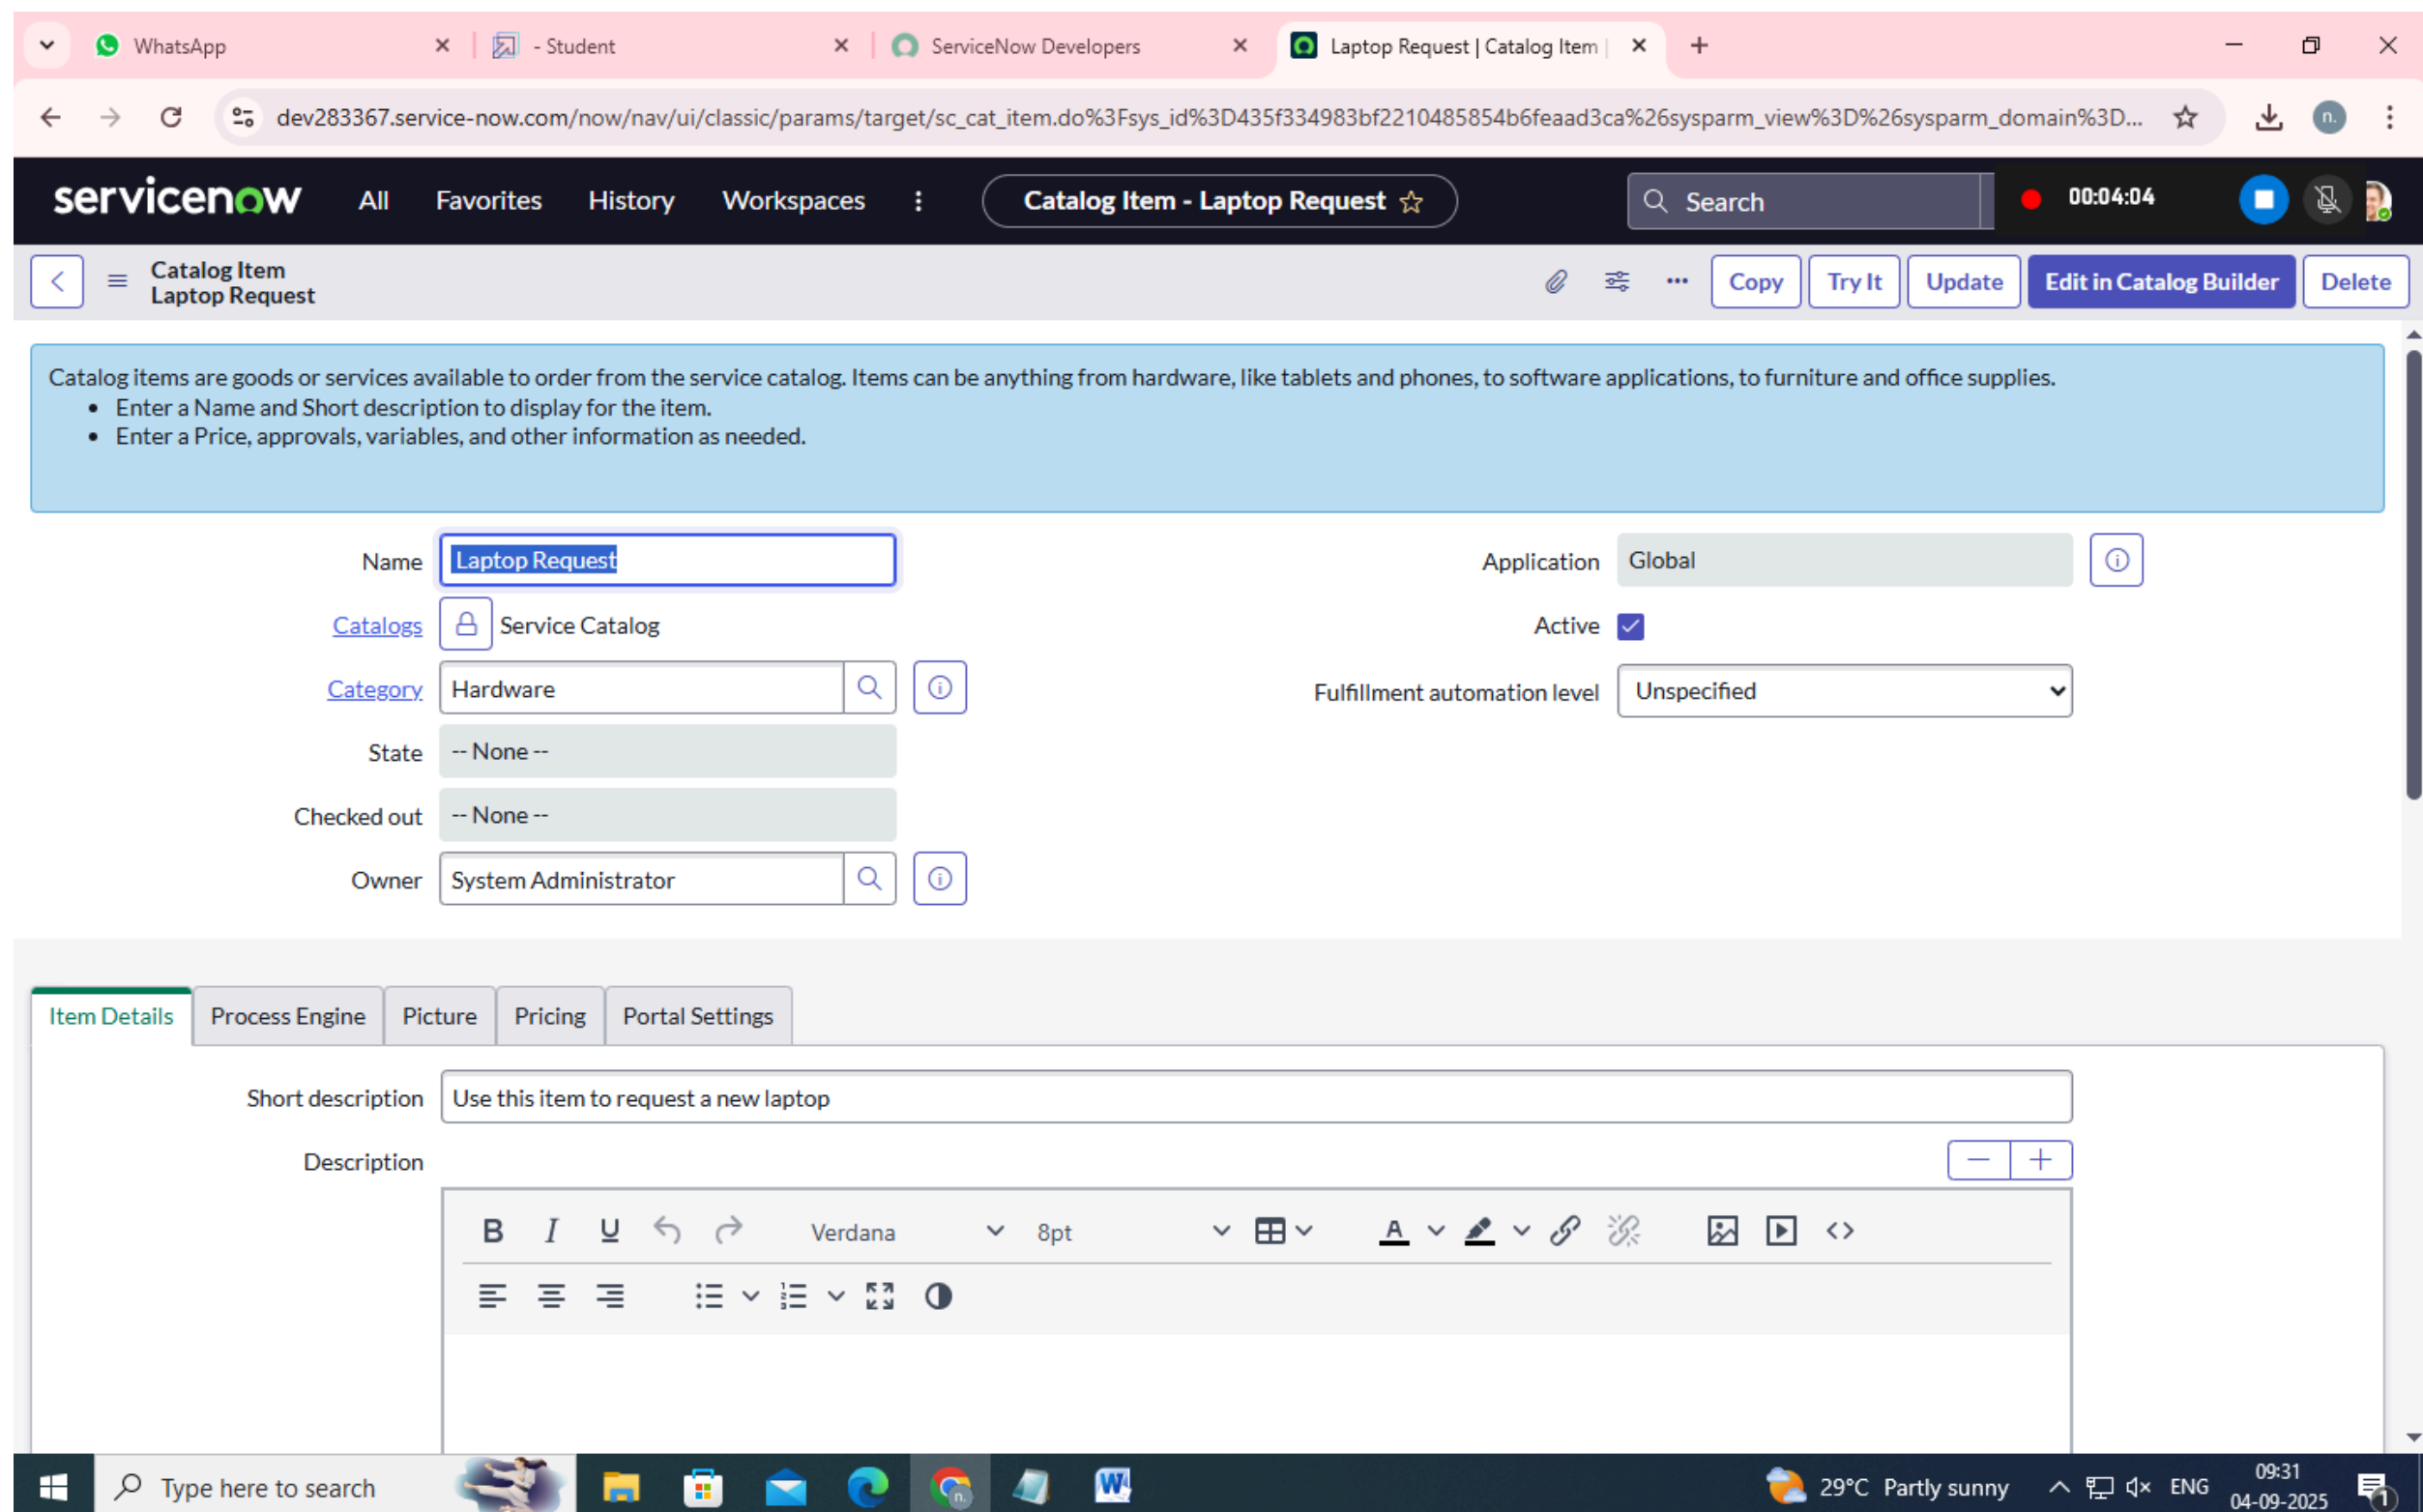 WhatsApp
- Student
ServiceNow Developers
Laptop Request | Catalog Item |
dev283367.service-now.com/now/nav/ui/classic/params/target/sc_cat_item.do%3Fsys_id%3D435f334983bf2210485854b6feaad3ca%26sysparm_view%3D%26sysparm_domain%3D...
n.
servicenow All Favorites History Workspaces Catalog Item - Laptop Request Search 00:04:04
Catalog Item
Laptop Request
Copy Try It Update Edit in Catalog Builder Delete
Catalog items are goods or services available to order from the service catalog. Items can be anything from hardware, like tablets and phones, to software applications, to furniture and office supplies.
• Enter a Name and Short description to display for the item.
• Enter a Price, approvals, variables, and other information as needed.
Name Laptop Request Application Global
Catalogs Service Catalog Active
Category Hardware Fulfillment automation level Unspecified
State -- None --
Checked out -- None --
Owner System Administrator
Item Details Process Engine Picture Pricing Portal Settings
Short description Use this item to request a new laptop
Description
B I U Verdana 8pt A
Type here to search n. W 29°C Partly sunny ENG 09:31
04-09-2025 1